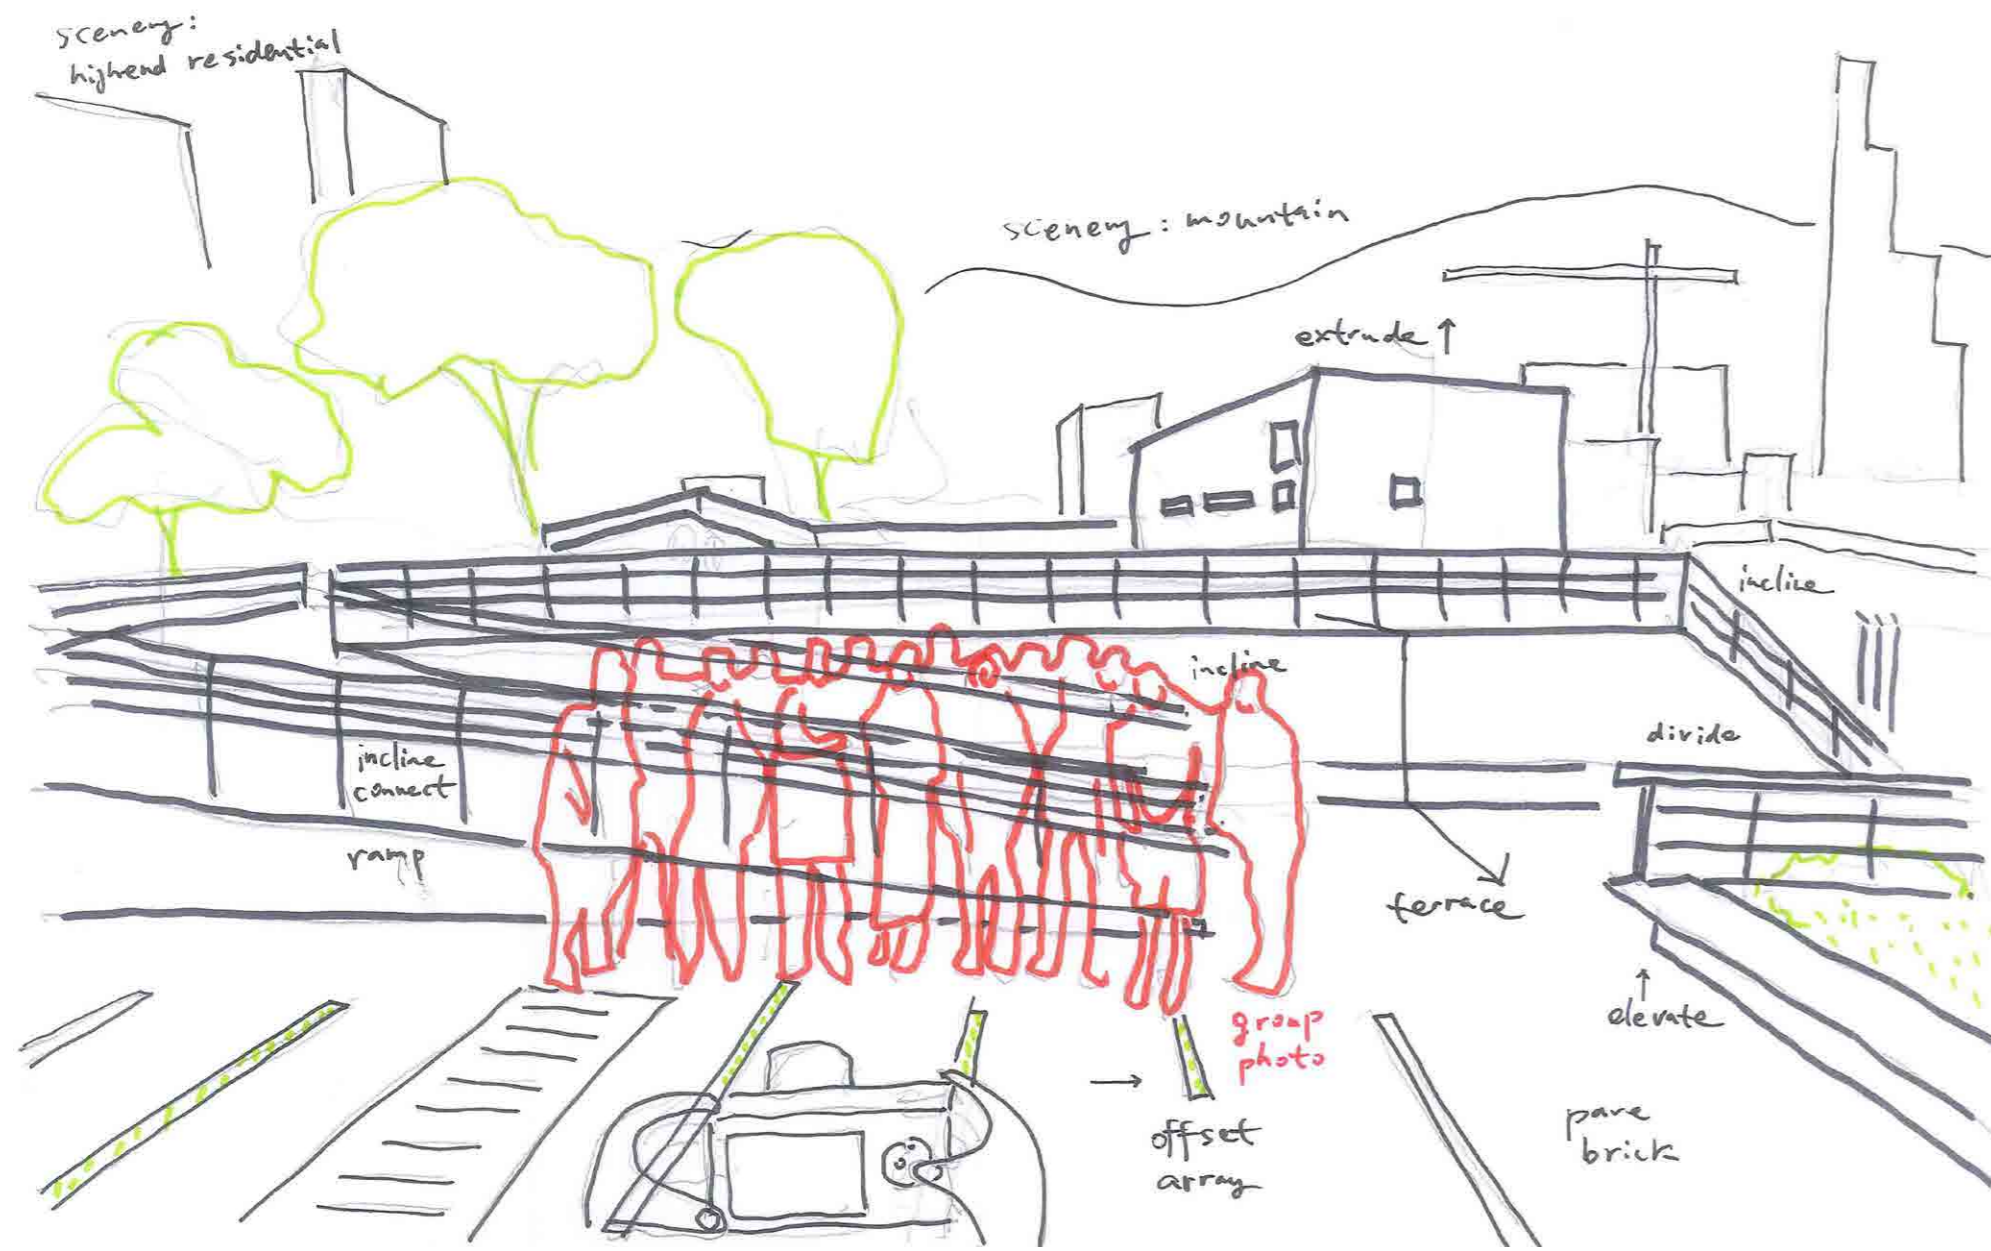 scenery:
highend residential
scenery: mountain
extrude ↑
incline
incline
divide
incline
connect
ramp
terrace
↑
elevate
group
photo
→
offset
array
pave
brick